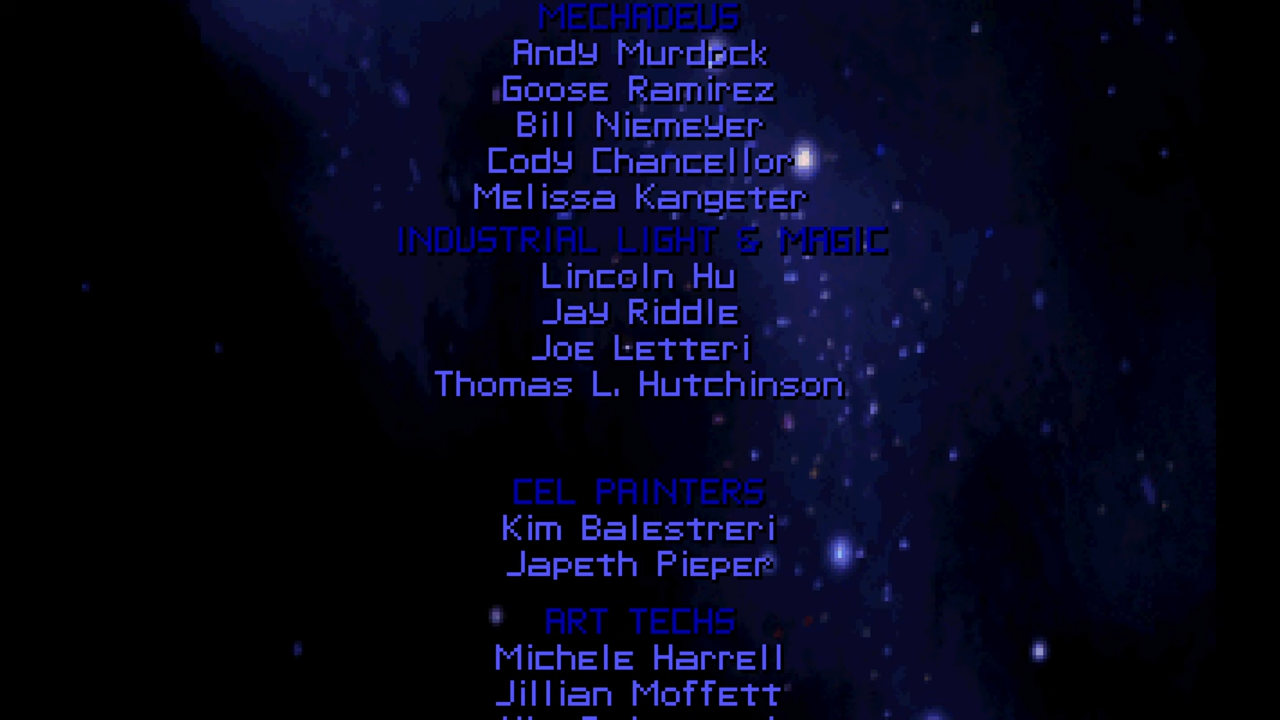 MECHADEUS
Andy Murdock
Goose Ramirez
Bill Niemeyer
Cody Chancellor
Melissa Kangeter
INDUSTRIAL LIGHT & MAGIC
Lincoln Hu
Jay Riddle
Joe Letteri
Thomas L. Hutchinson
CEL PAINTERS
Kim Balestreri
Japeth Pieper
ART TECHS
Michele Harrell
Jillian Moffett